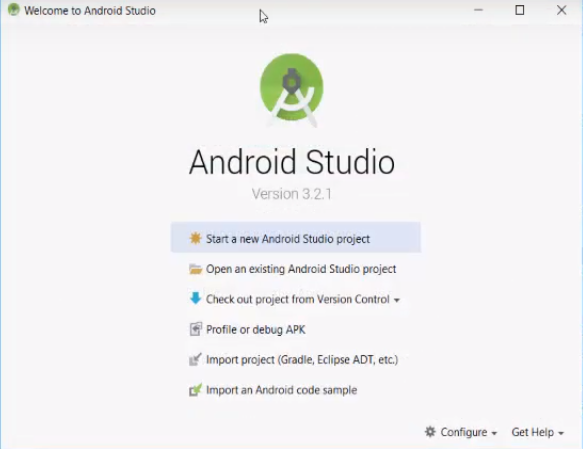 Welcome to Android Studio
Android Studio
Version 3.2.1
Start a new Android Studio project
Open an existing Android Studio project
Check out project from Version Control
Profile or debug APK
Import project (Gradle, Eclipse ADT, etc.)
Import an Android code sample
Configure Get Help